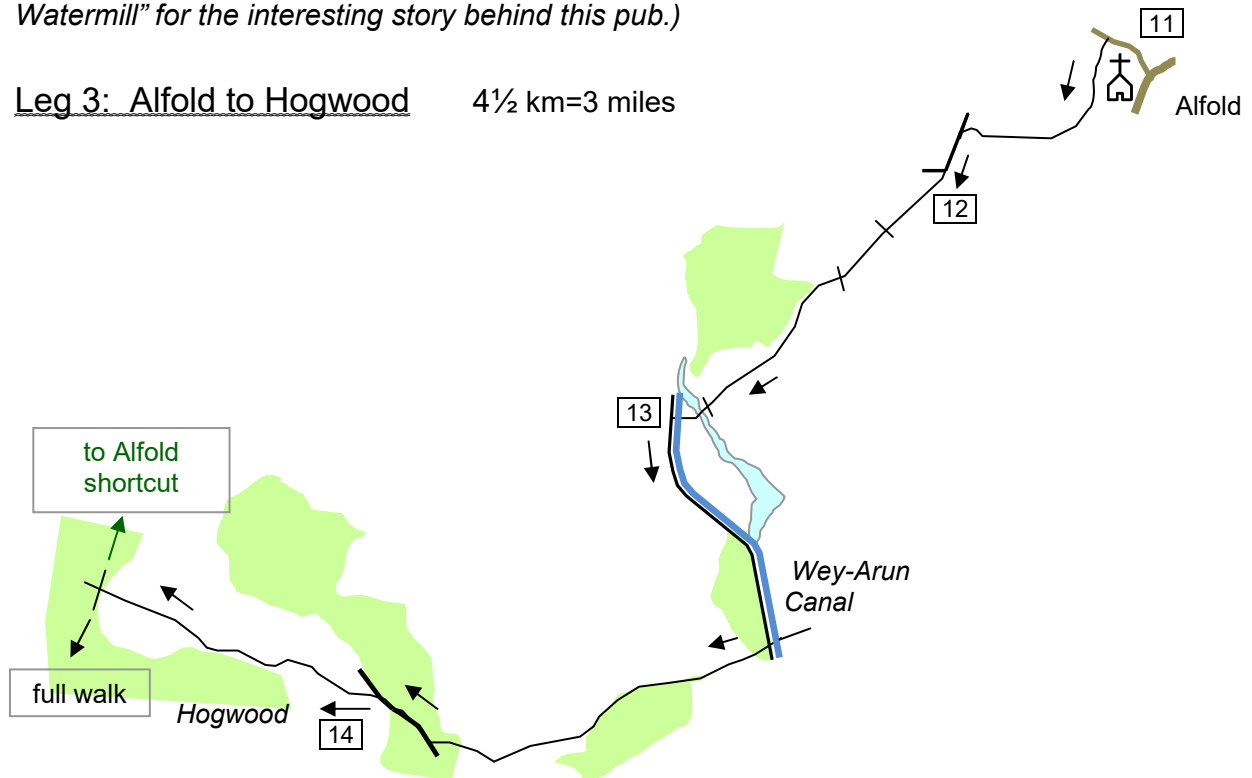 Watermill” for the interesting story behind this pub.)
11
Leg 3: Alfold to Hogwood 4½ km=3 miles
Alfold
12
13
to Alfold
shortcut
Wey-Arun
Canal
full walk
Hogwood
14